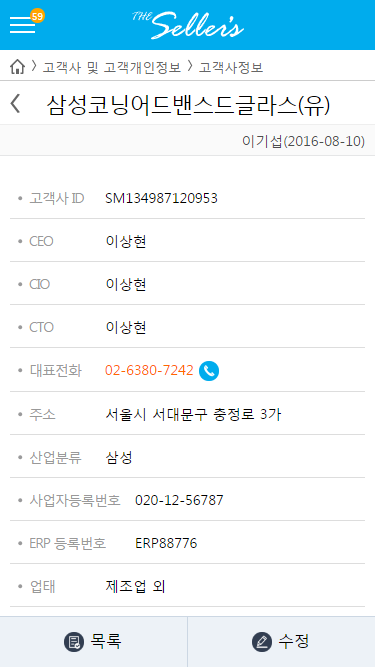 59
THE Seller's
고객사 및 고객개인정보 > 고객사정보
삼성코닝어드밴스드글라스(유)
이기섭(2016-08-10)
• 고객사 ID SM134987120953
• CEO 이상현
• CIO 이상현
• CTO 이상현
• 대표전화 02-6380-7242
• 주소 서울시 서대문구 충정로 3가
• 산업분류 삼성
• 사업자등록번호 020-12-56787
• ERP 등록번호 ERP88776
• 업태 제조업 외
목록 수정